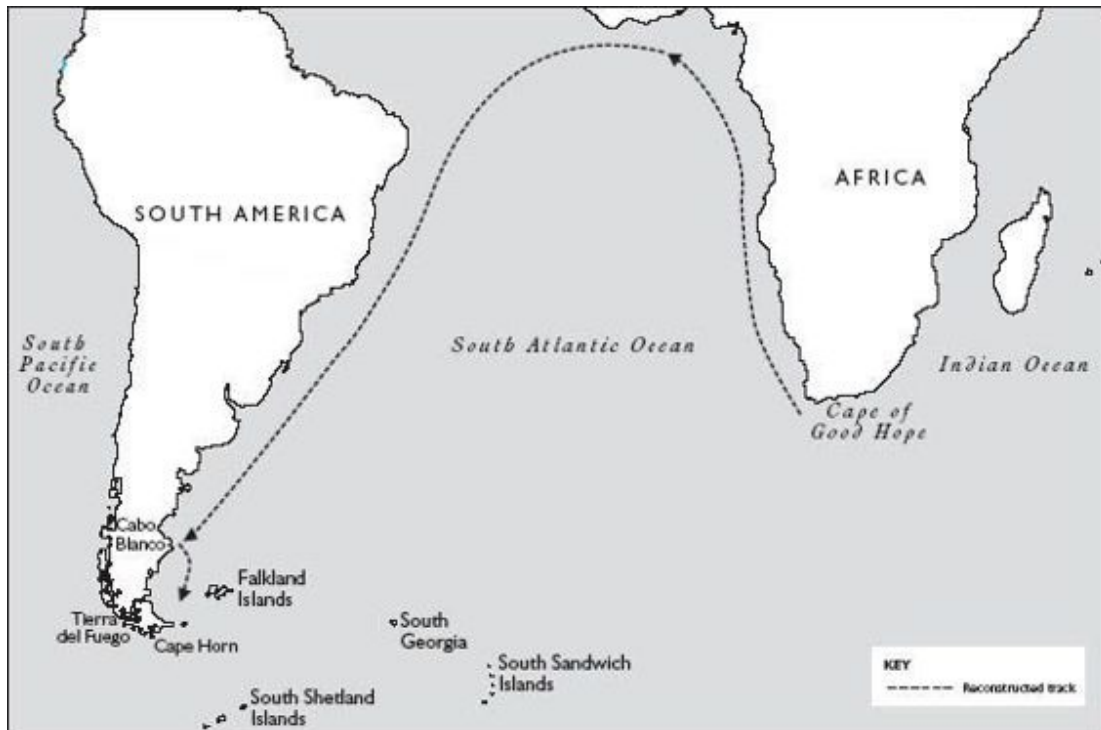 AFRICA
SOUTH AMERICA
South
Pacific
Ocean
South Atlantic Ocean
Indian Ocean
Cape of
Good Hope
Cabo
Blanco
Falkland
Islands
Tierra
del Fuego
Cape Horn
South
Georgia
South Sandwich
Islands
South Shetland
Islands
KEY
Reconstructed track